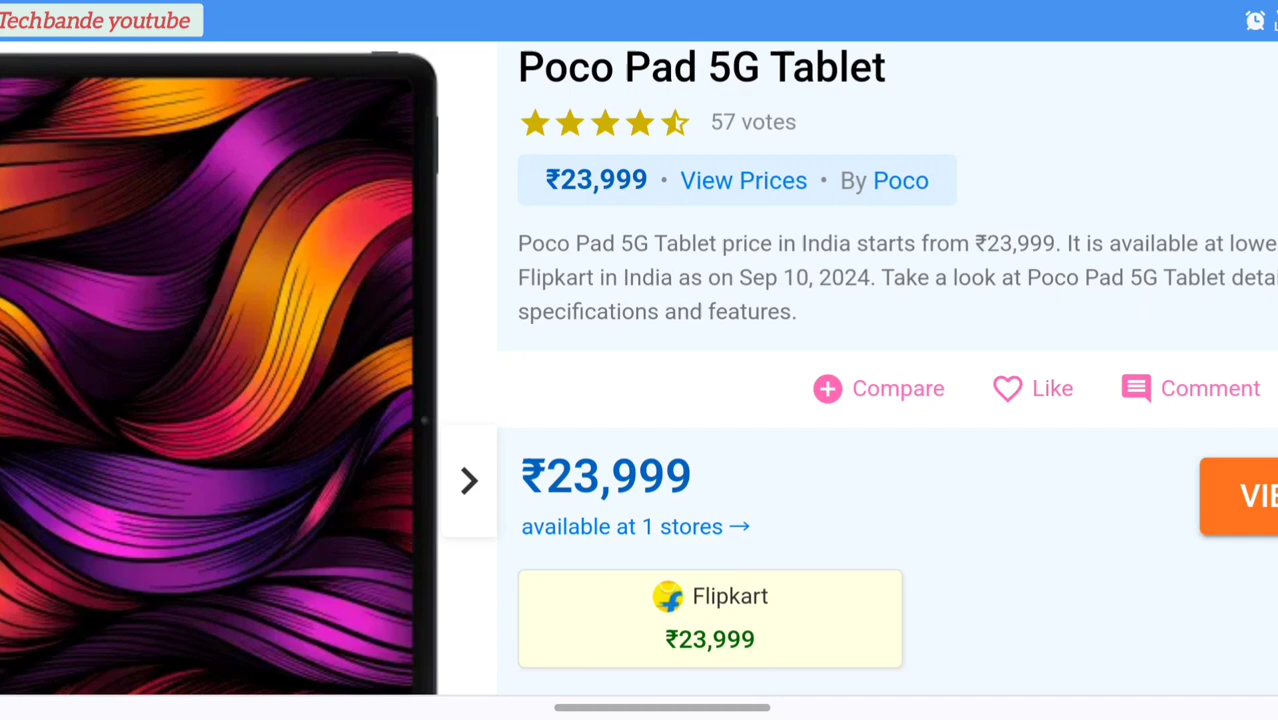 Techbande youtube
Poco Pad 5G Tablet
57 votes
₹23,999 • View Prices • By Poco
Poco Pad 5G Tablet price in India starts from ₹23,999. It is available at lowe
Flipkart in India as on Sep 10, 2024. Take a look at Poco Pad 5G Tablet detai
specifications and features.
Compare Like Comment
₹23,999
VIE
available at 1 stores →
Flipkart
₹23,999